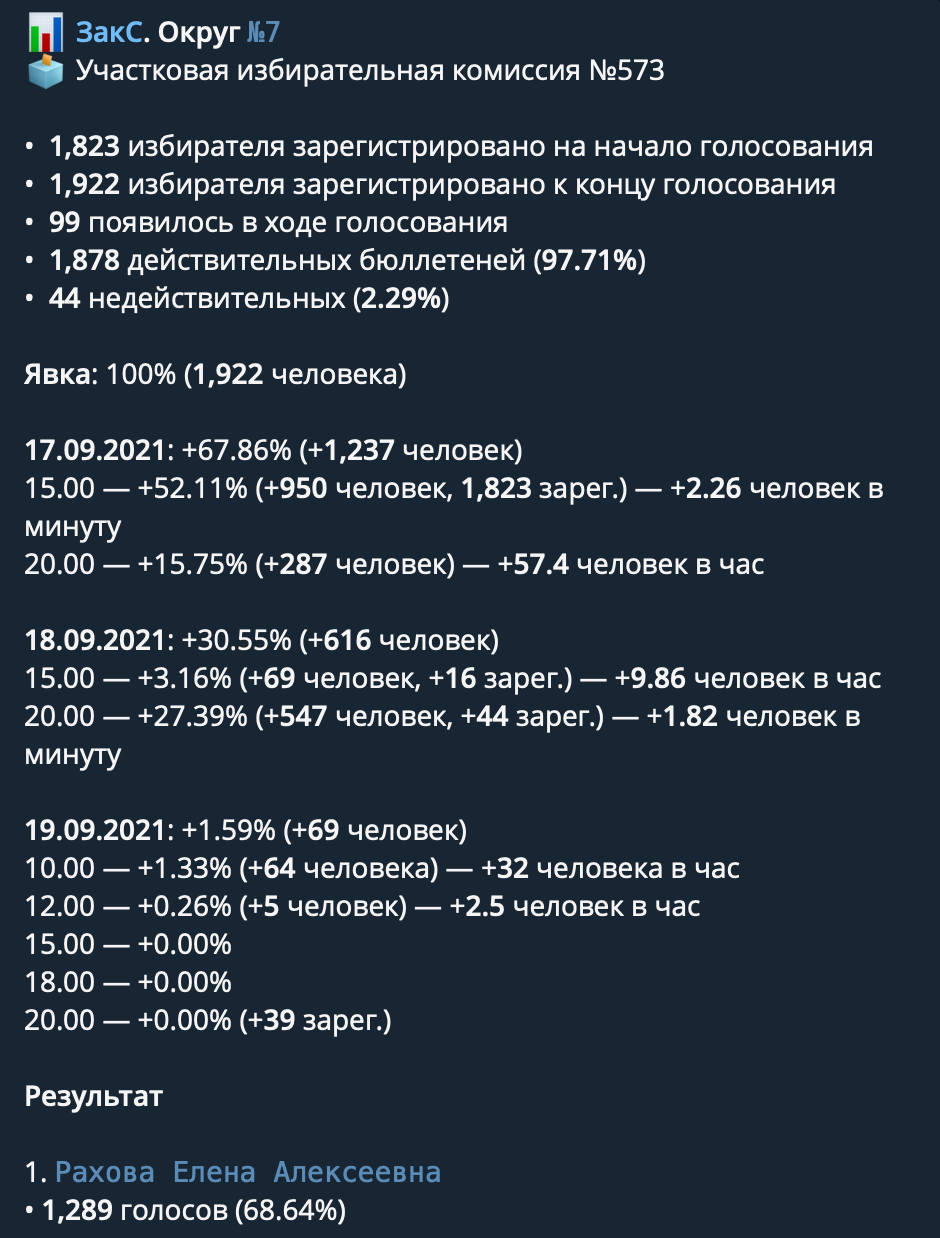 ЗакС. Округ №7
Участковая избирательная комиссия №573
• 1,823 избирателя зарегистрировано на начало голосования
• 1,922 избирателя зарегистрировано к концу голосования
• 99 появилось в ходе голосования
• 1,878 действительных бюллетеней (97.71%)
• 44 недействительных (2.29%)
Явка: 100% (1,922 человека)
17.09.2021: +67.86% (+1,237 человек)
15.00 — +52.11% (+950 человек, 1,823 зарег.) — +2.26 человек в
минуту
20.00 — +15.75% (+287 человек) — +57.4 человек в час
18.09.2021: +30.55% (+616 человек)
15.00 — +3.16% (+69 человек, +16 зарег.) — +9.86 человек в час
20.00 — +27.39% (+547 человек, +44 зарег.) — +1.82 человек в
минуту
19.09.2021: +1.59% (+69 человек)
10.00 — +1.33% (+64 человека) — +32 человека в час
12.00 — +0.26% (+5 человек) — +2.5 человек в час
15.00 — +0.00%
18.00 — +0.00%
20.00 — +0.00% (+39 зарег.)
Результат
1. Рахова Елена Алексеевна
• 1,289 голосов (68.64%)